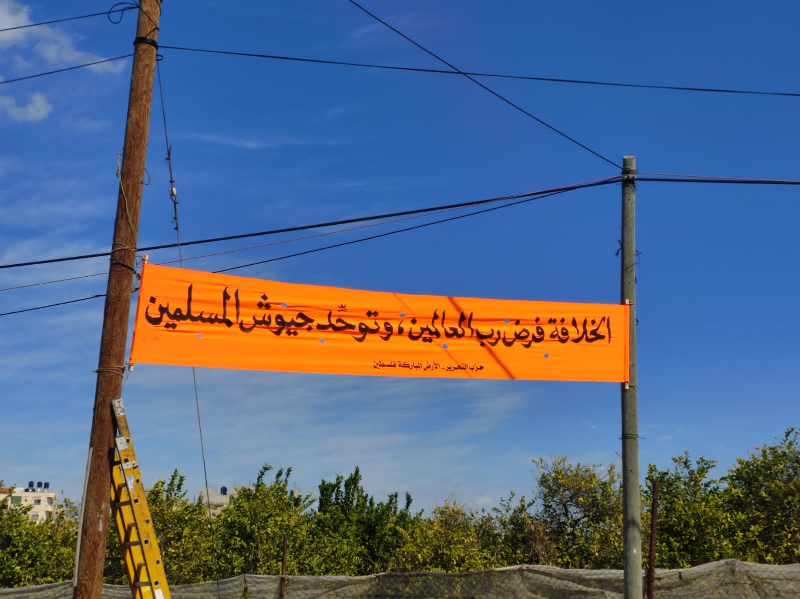 الخلافة فرض رب العالمين، وتوحّد جيوش المسلمين
حزب التحرير - الأرض المباركة فلسطين